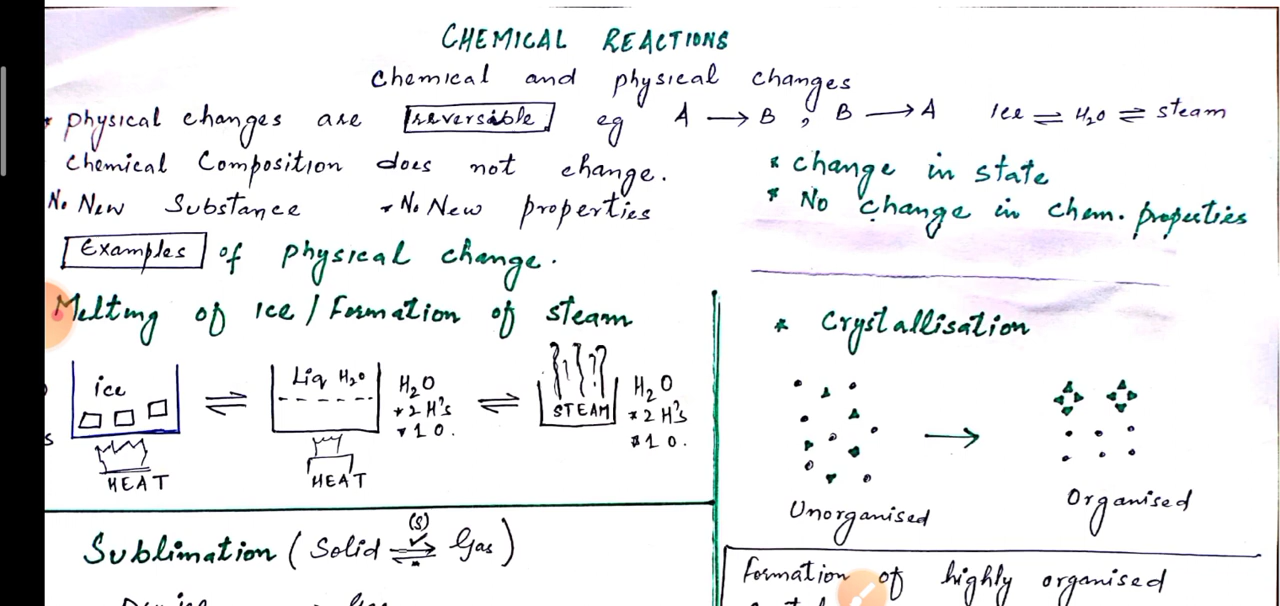 CHEMICAL REACTIONS
Chemical and physical changes
* physical changes are reversible eg A → B , B → A Ice ⇌ H₂O ⇌ steam
Chemical Composition does not change.
* change in state
No New Substance * No New properties
* No change in chem. properties
Examples of physical change.
Melting of ice / Formation of steam
* Crystallisation
ice
Liq H₂O
H₂O
* 2 H's
* 1 O.
STEAM
H₂O
* 2 H's
* 1 O.
HEAT
HEAT
Unorganised
Organised
Sublimation ( Solid ⇌ Gas )
(s)
Formation of highly organised